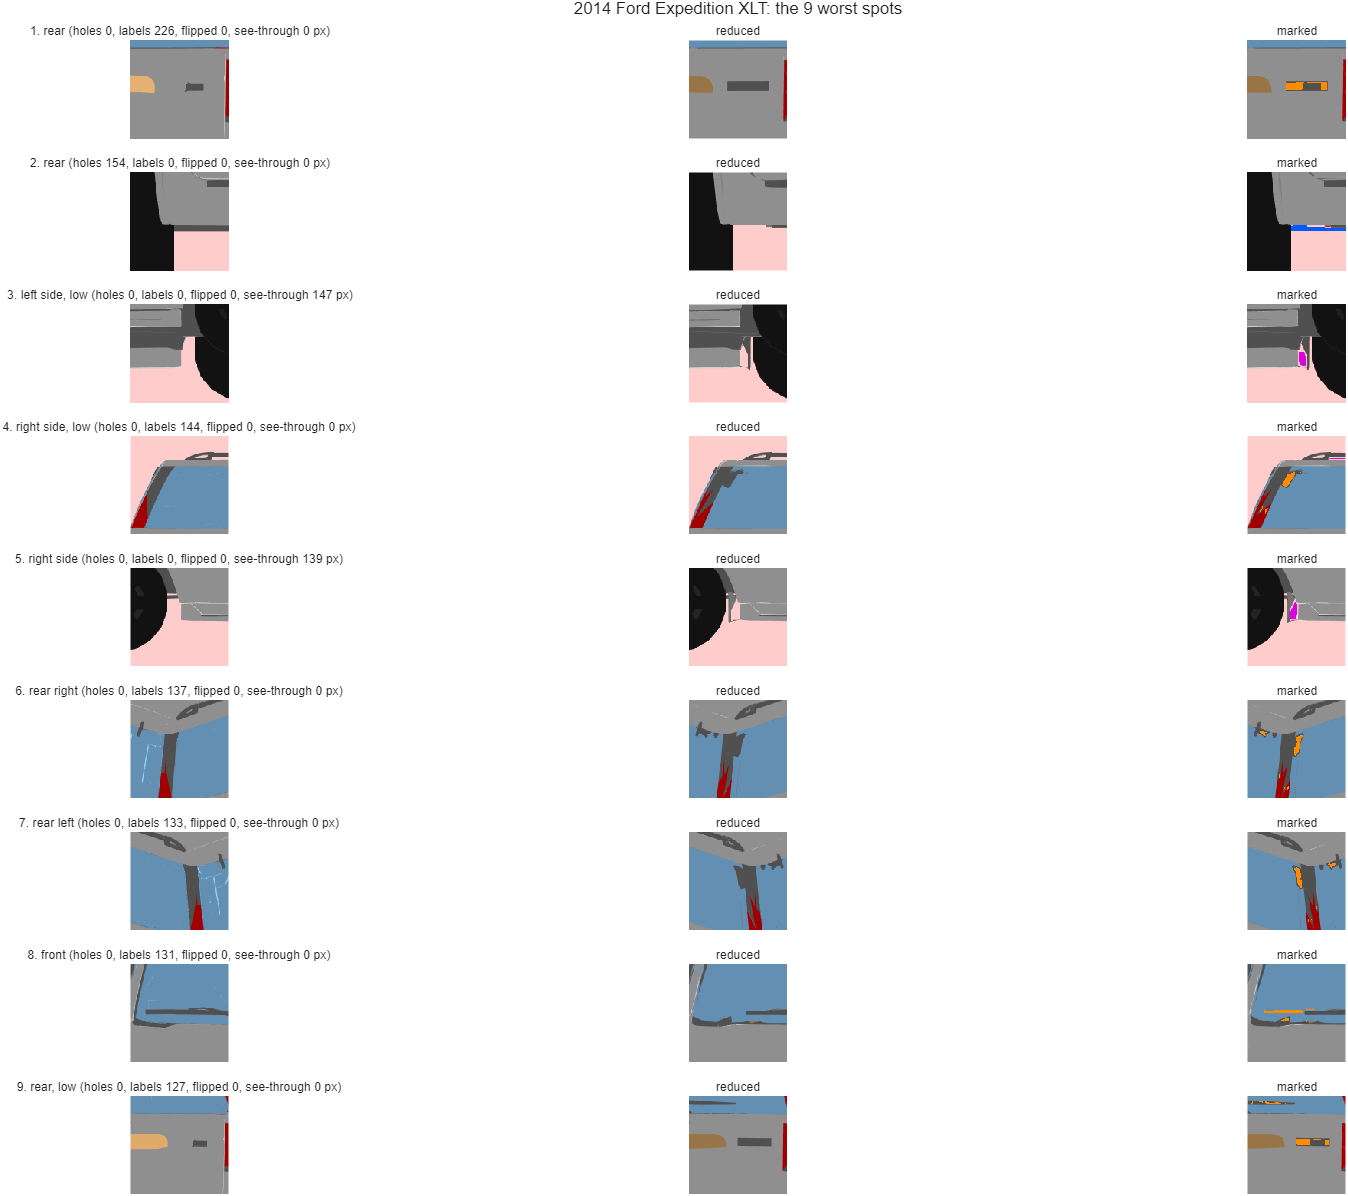 2014 Ford Expedition XLT: the 9 worst spots
1. rear (holes 0, labels 226, flipped 0, see-through 0 px)
reduced
marked
2. rear (holes 154, labels 0, flipped 0, see-through 0 px)
reduced
marked
3. left side, low (holes 0, labels 0, flipped 0, see-through 147 px)
reduced
marked
4. right side, low (holes 0, labels 144, flipped 0, see-through 0 px)
reduced
marked
5. right side (holes 0, labels 0, flipped 0, see-through 139 px)
reduced
marked
6. rear right (holes 0, labels 137, flipped 0, see-through 0 px)
reduced
marked
7. rear left (holes 0, labels 133, flipped 0, see-through 0 px)
reduced
marked
8. front (holes 0, labels 131, flipped 0, see-through 0 px)
reduced
marked
9. rear, low (holes 0, labels 127, flipped 0, see-through 0 px)
reduced
marked